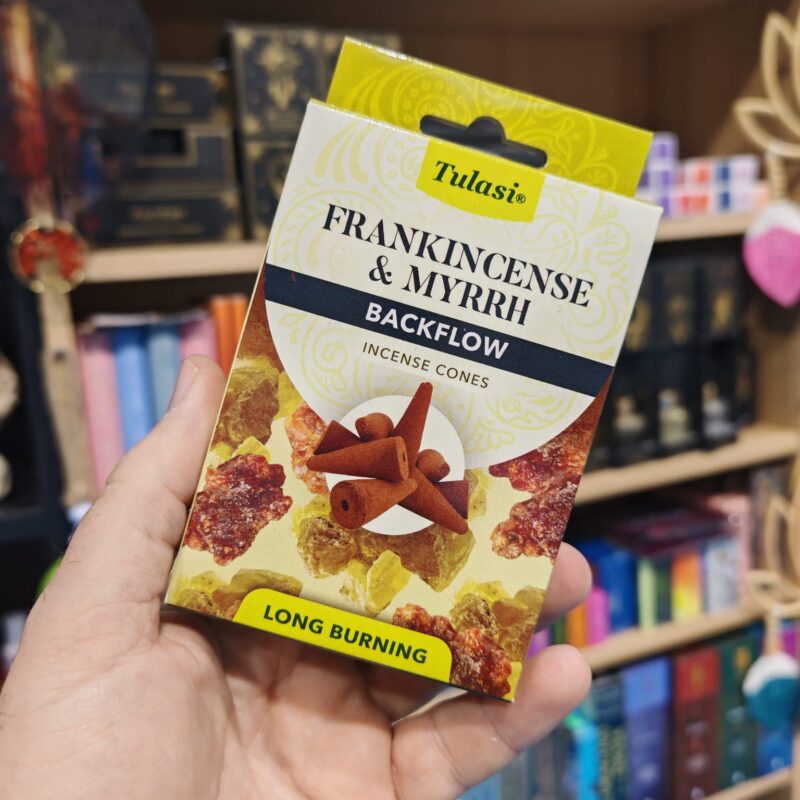 Tulasi®
FRANKINCENSE
& MYRRH
BACKFLOW
INCENSE CONES
LONG BURNING